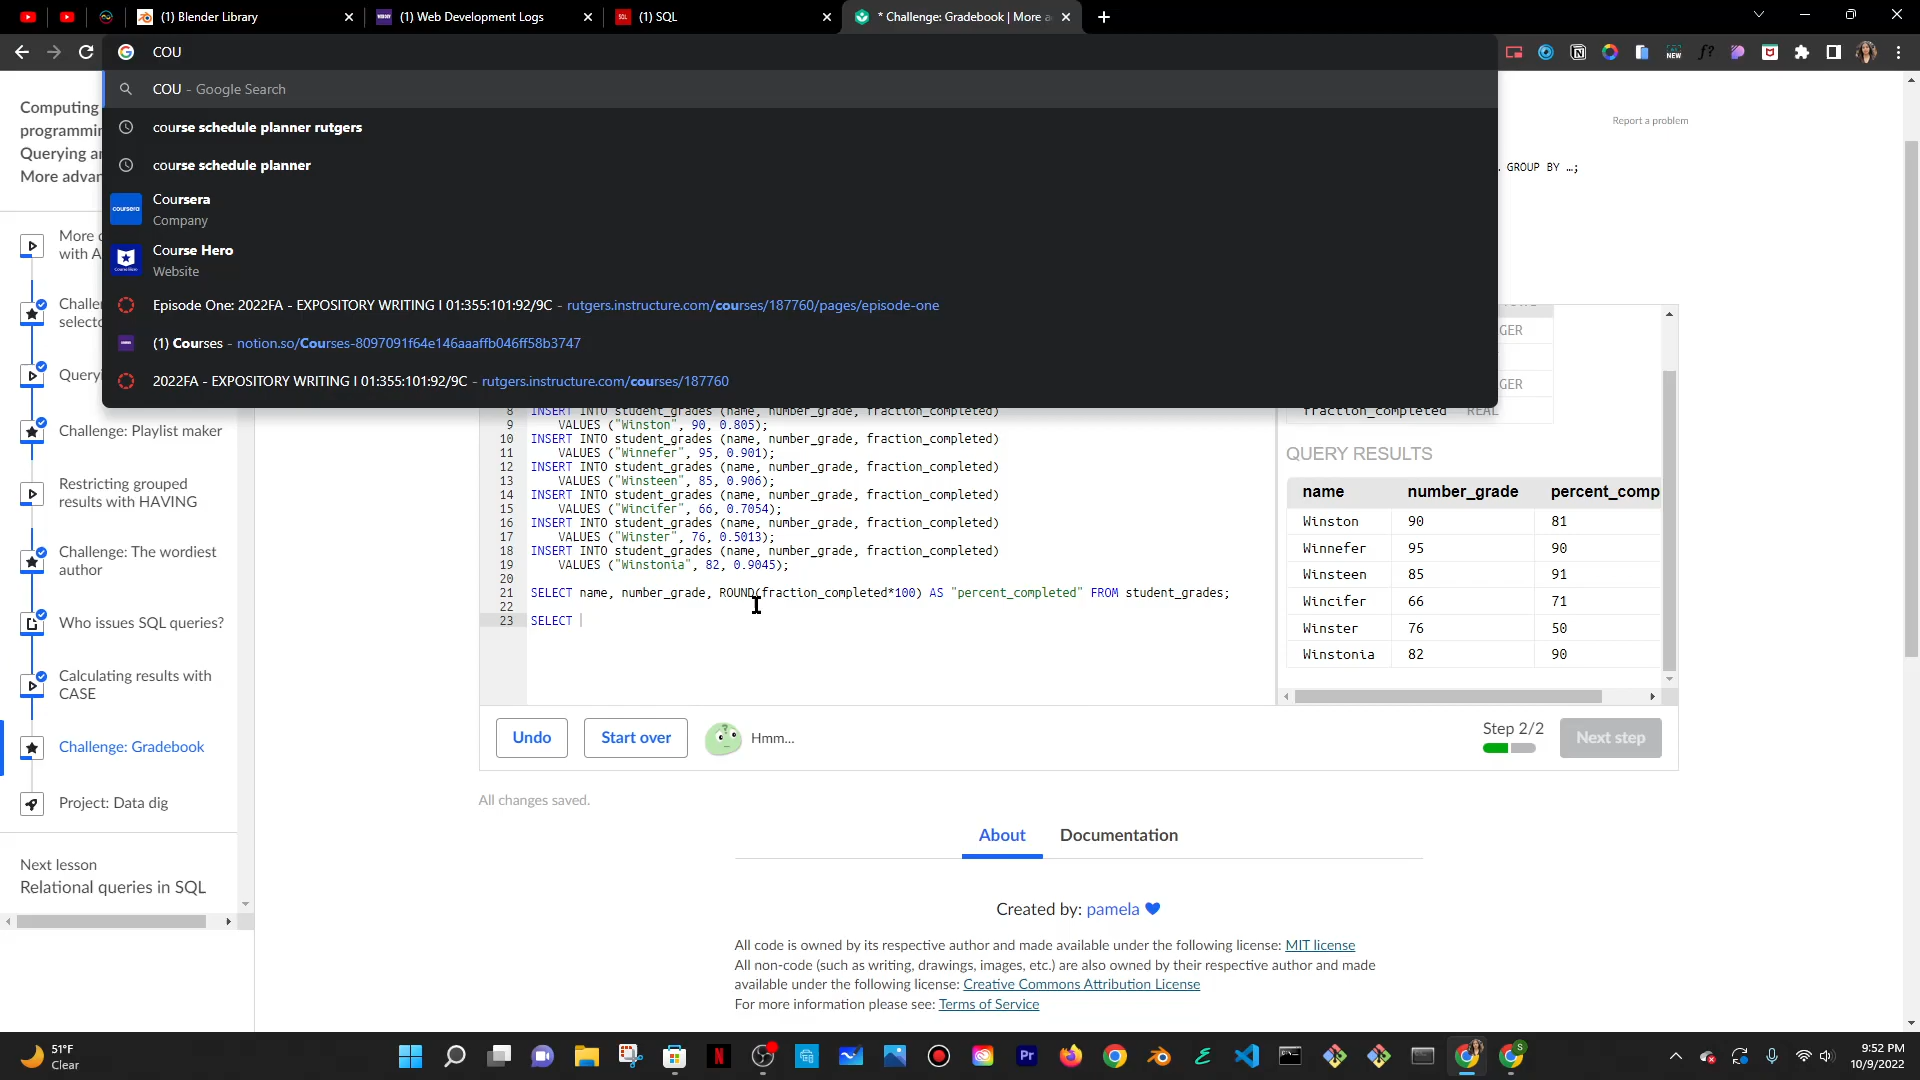 (1) Blender Library
(1) Web Development Logs
(1) SQL
* Challenge: Gradebook | More a
COU
COU - Google Search
course schedule planner rutgers
course schedule planner
Coursera
Company
Course Hero
Website
Episode One: 2022FA - EXPOSITORY WRITING I 01:355:101:92/9C - rutgers.instructure.com/courses/187760/pages/episode-one
(1) Courses - notion.so/Courses-8097091f64e146aaaffb046ff58b3747
2022FA - EXPOSITORY WRITING I 01:355:101:92/9C - rutgers.instructure.com/courses/187760
Computing
programmin
Querying an
More advan
Report a problem
GROUP BY …;
More c
with A
Challe
selecto
Queryi
Challenge: Playlist maker
Restricting grouped
results with HAVING
Challenge: The wordiest
author
Who issues SQL queries?
Calculating results with
CASE
Challenge: Gradebook
Project: Data dig
Next lesson
Relational queries in SQL
8 INSERT INTO student_grades (name, number_grade, fraction_completed)
9 VALUES ("Winston", 90, 0.805);
10 INSERT INTO student_grades (name, number_grade, fraction_completed)
11 VALUES ("Winnefer", 95, 0.901);
12 INSERT INTO student_grades (name, number_grade, fraction_completed)
13 VALUES ("Winsteen", 85, 0.906);
14 INSERT INTO student_grades (name, number_grade, fraction_completed)
15 VALUES ("Wincifer", 66, 0.7054);
16 INSERT INTO student_grades (name, number_grade, fraction_completed)
17 VALUES ("Winster", 76, 0.5013);
18 INSERT INTO student_grades (name, number_grade, fraction_completed)
19 VALUES ("Winstonia", 82, 0.9045);
20
21 SELECT name, number_grade, ROUND(fraction_completed*100) AS "percent_completed" FROM student_grades;
22
23 SELECT
GER
GER
fraction_completed REAL
QUERY RESULTS
name number_grade percent_comp
Winston 90 81
Winnefer 95 90
Winsteen 85 91
Wincifer 66 71
Winster 76 50
Winstonia 82 90
Undo
Start over
Hmm...
Step 2/2
Next step
All changes saved.
About
Documentation
Created by: pamela
All code is owned by its respective author and made available under the following license: MIT license
All non-code (such as writing, drawings, images, etc.) are also owned by their respective author and made
available under the following license: Creative Commons Attribution License
For more information please see: Terms of Service
51°F
Clear
9:52 PM
10/9/2022